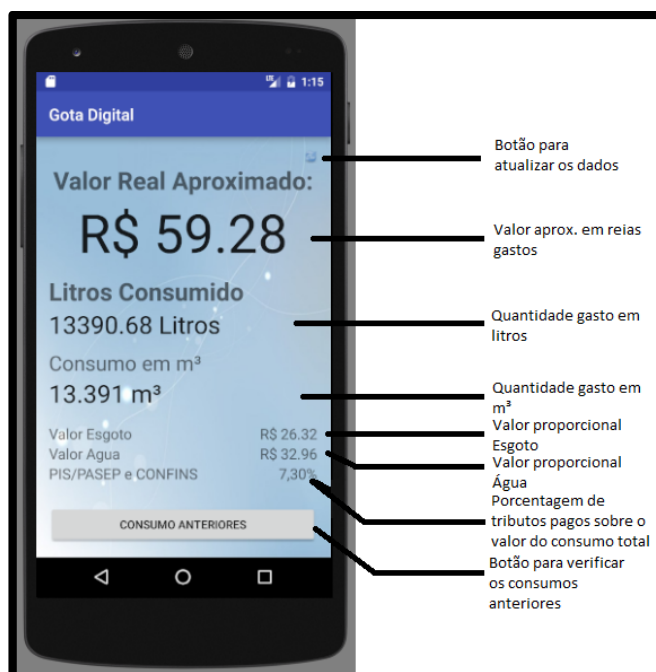 LTE 1:15
Gota Digital
Valor Real Aproximado:
R$ 59.28
Litros Consumido
13390.68 Litros
Consumo em m³
13.391 m³
Valor Esgoto R$ 26.32
Valor Agua R$ 32.96
PIS/PASEP e CONFINS 7,30%
CONSUMO ANTERIORES
Botão para
atualizar os dados
Valor aprox. em reias
gastos
Quantidade gasto em
litros
Quantidade gasto em
m³
Valor proporcional
Esgoto
Valor proporcional
Água
Porcentagem de
tributos pagos sobre o
valor do consumo total
Botão para verificar
os consumos
anteriores